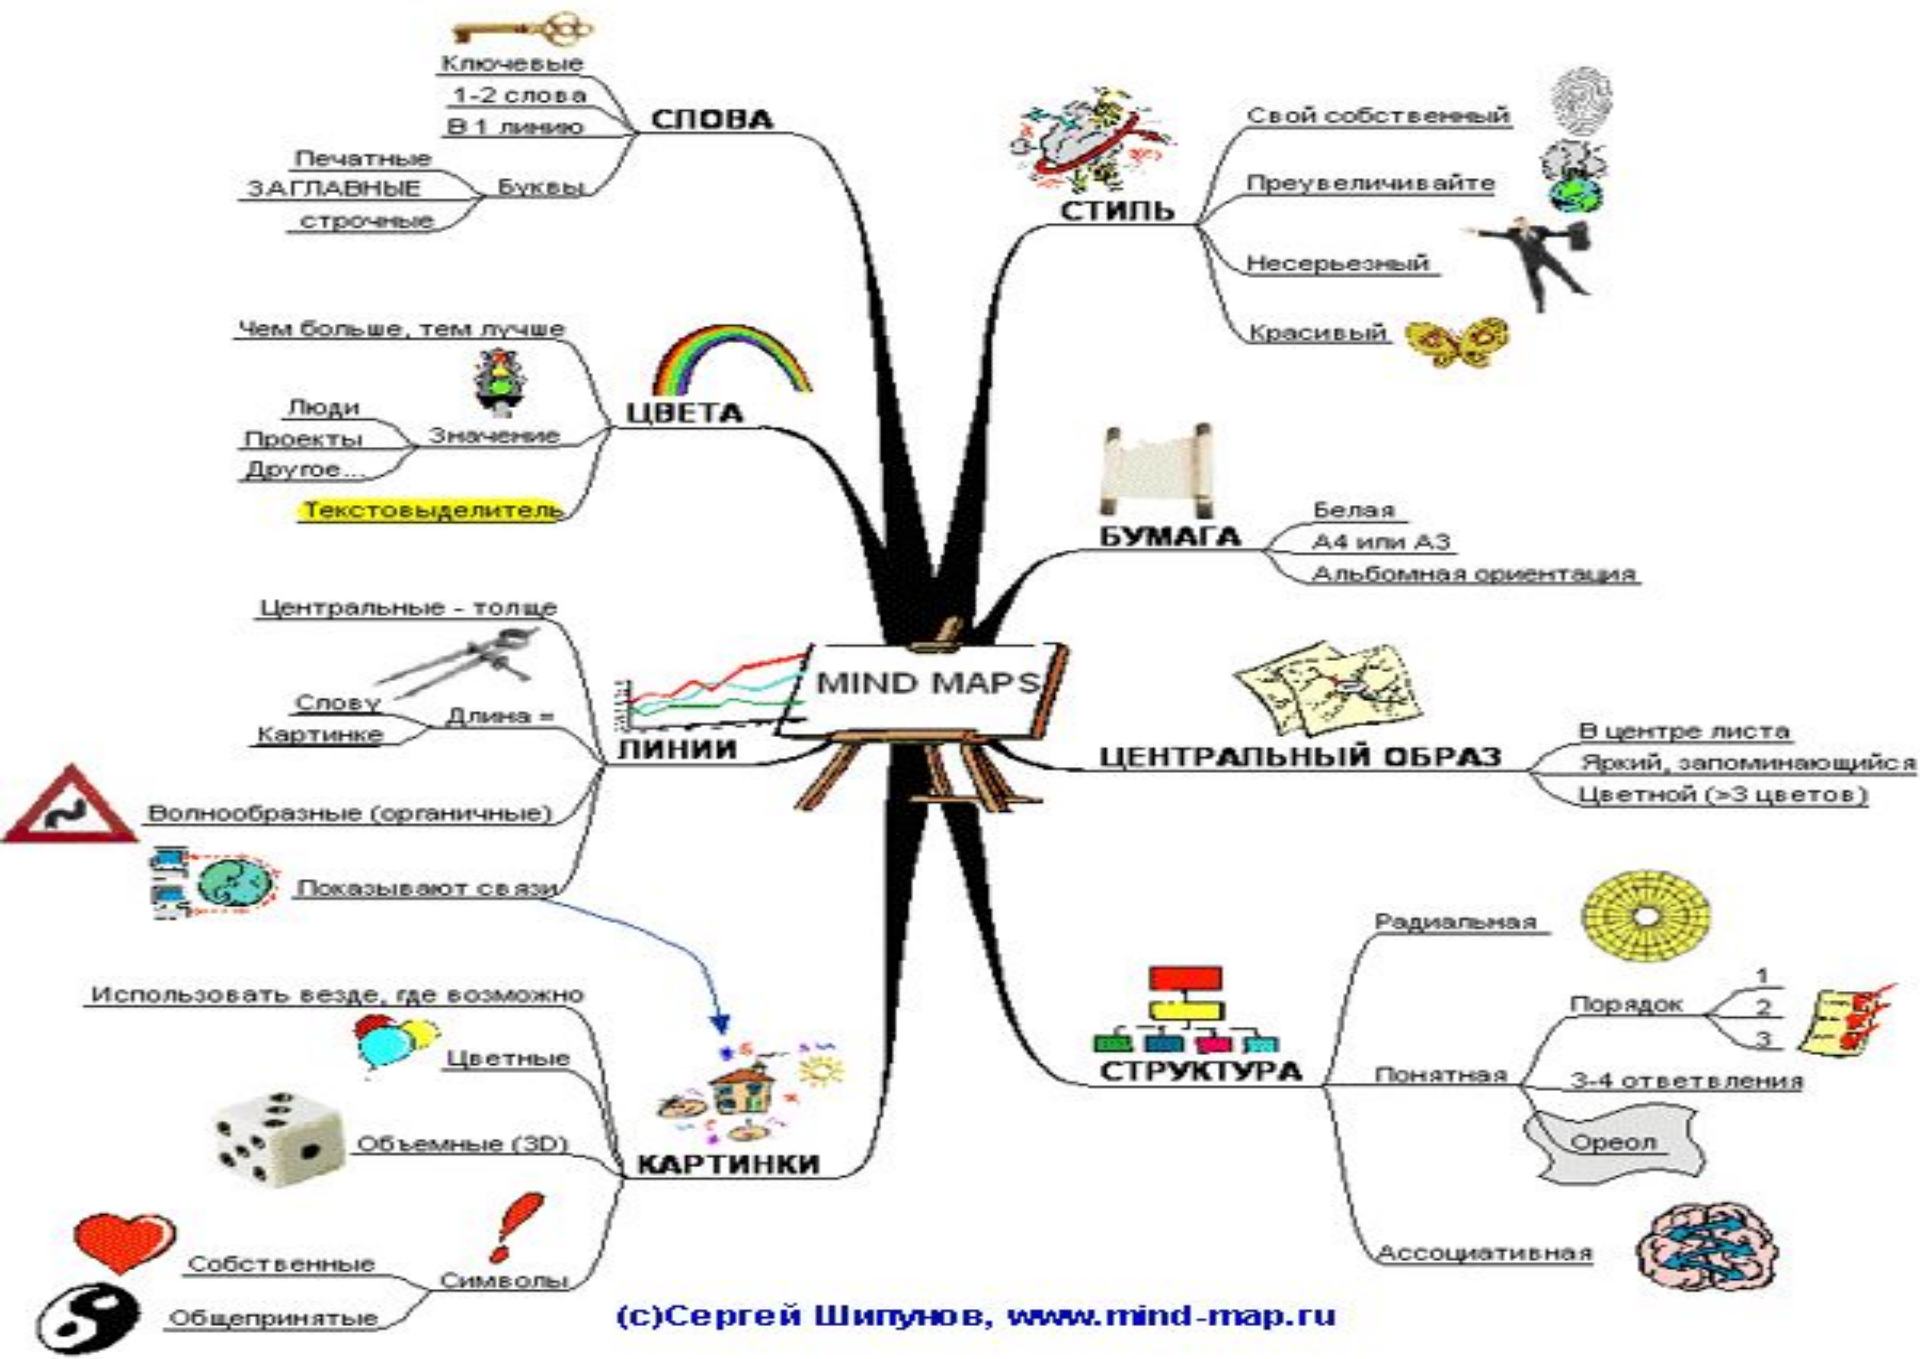 Ключевые
1-2 слова
В 1 линию
СЛОВА
Печатные
ЗАГЛАВНЫЕ
строчные
Буквы
Чем больше, тем лучше
ЦВЕТА
Люди
Проекты
Другое...
Значение
Текстовыделитель
Центральные - толще
Слову
Картинке
Длина =
ЛИНИИ
Волнообразные (органичные)
Показывают связи
Использовать везде, где возможно
Цветные
Объемные (3D)
КАРТИНКИ
Собственные
Общепринятые
Символы
MIND MAPS
СТИЛЬ
Свой собственный
Преувеличивайте
Несерьезный
Красивый
БУМАГА
Белая
А4 или А3
Альбомная ориентация
ЦЕНТРАЛЬНЫЙ ОБРАЗ
В центре листа
Яркий, запоминающийся
Цветной (>3 цветов)
СТРУКТУРА
Радиальная
Понятная
Порядок
1
2
3
3-4 ответвления
Ореол
Ассоциативная
(c)Сергей Шипунов, www.mind-map.ru